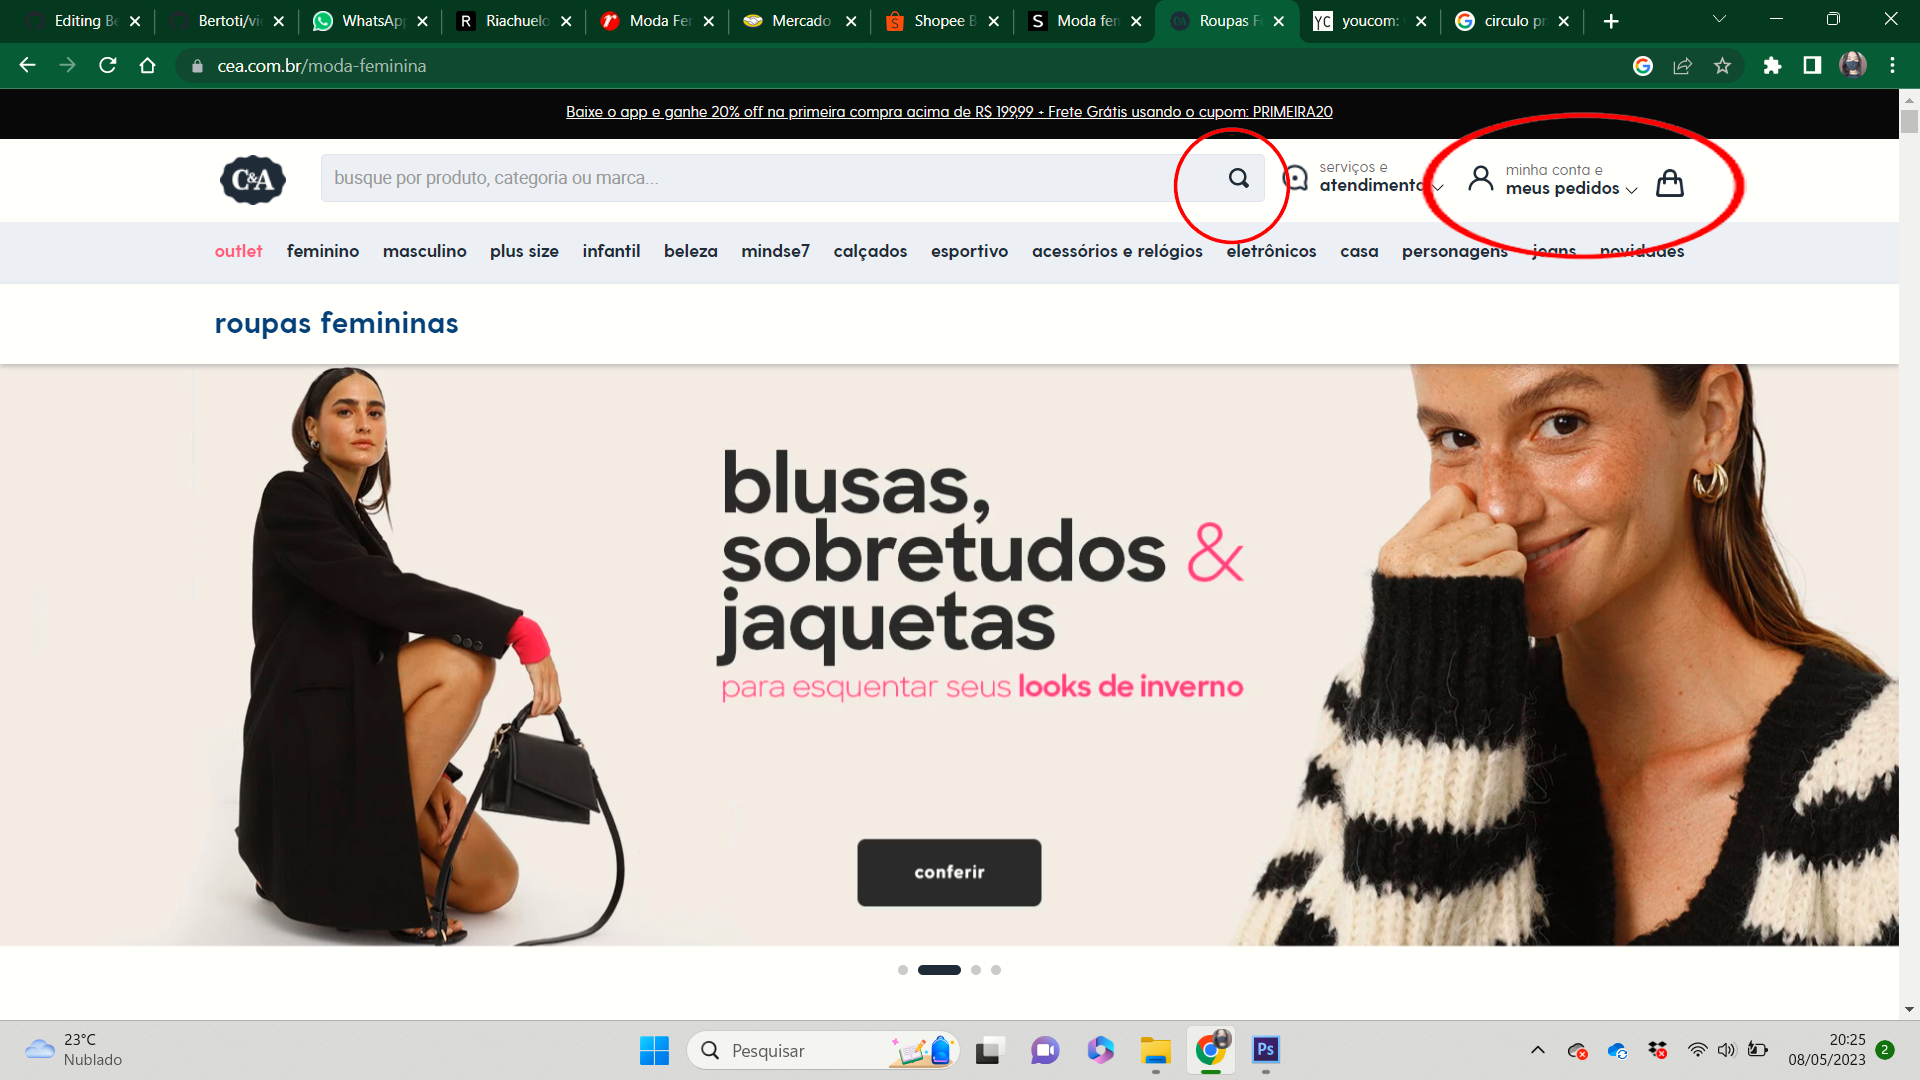 Editing Be
Bertoti/vi
WhatsApp
Riachuelo
Moda Fe
Mercado
Shopee B
Moda fem
Roupas F
youcom:
circulo pr
cea.com.br/moda-feminina
Baixe o app e ganhe 20% off na primeira compra acima de R$ 199,99 + Frete Grátis usando o cupom: PRIMEIRA20
C&A
busque por produto, categoria ou marca...
serviços e
atendimento
minha conta e
meus pedidos
outlet feminino masculino plus size infantil beleza mindse7 calçados esportivo acessórios e relógios eletrônicos casa personagens jeans novidades
roupas femininas
blusas,
sobretudos &
jaquetas
para esquentar seus looks de inverno
conferir
23°C
Nublado
Pesquisar
Ps
20:25
08/05/2023
2